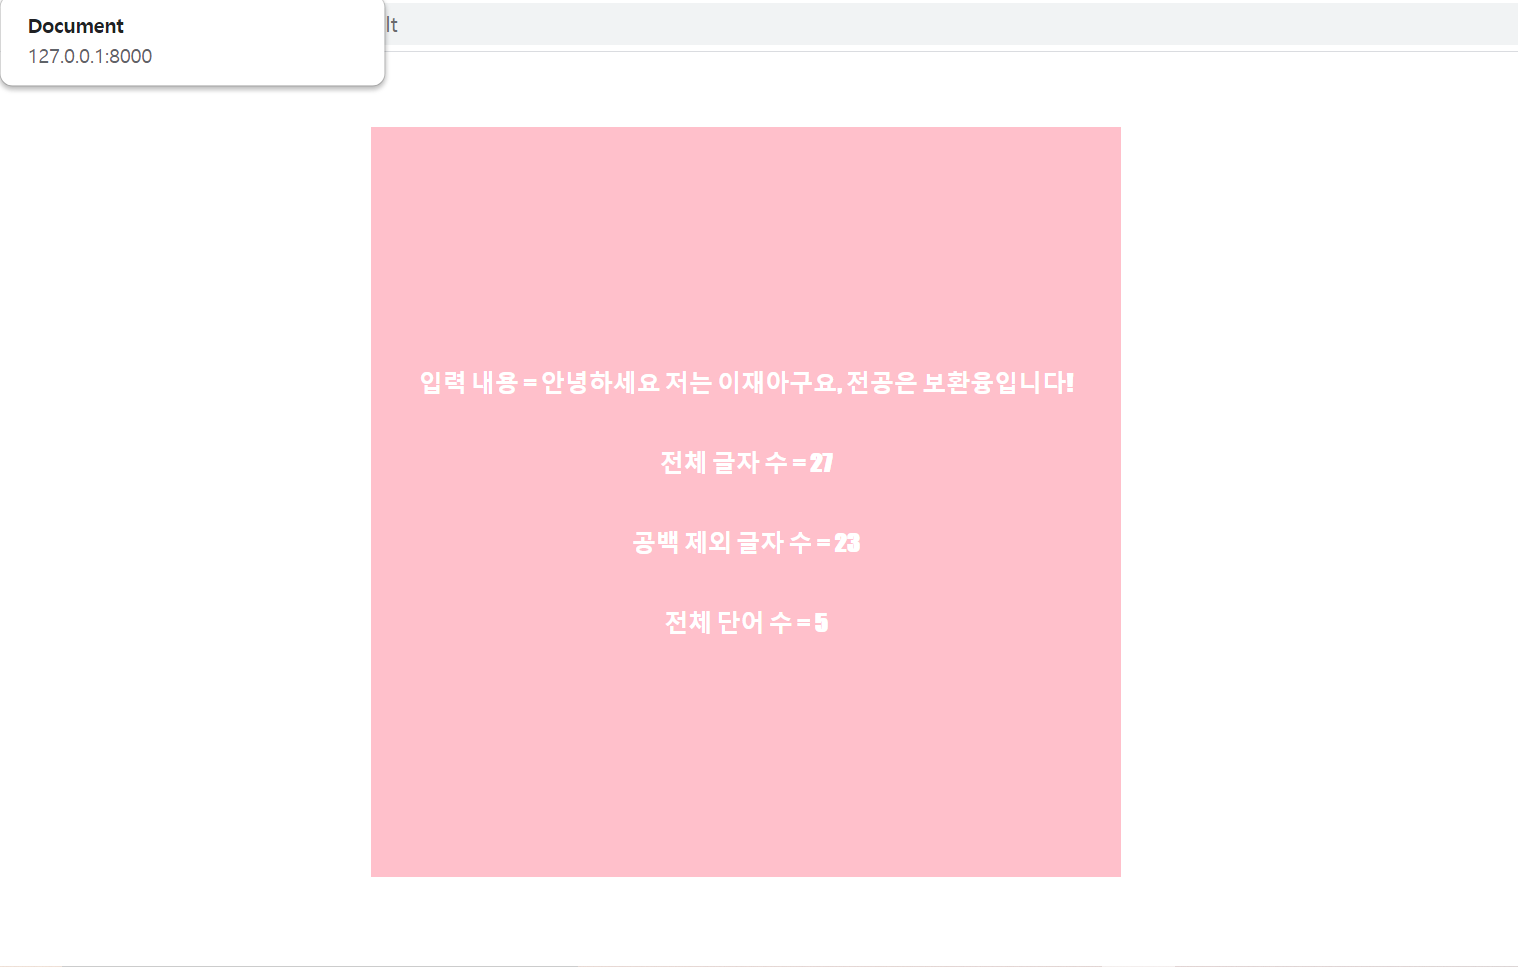 Document
127.0.0.1:8000
lt
입력 내용 = 안녕하세요 저는 이재아구요, 전공은 보환융입니다!
전체 글자 수 = 27
공백 제외 글자 수 = 23
전체 단어 수 = 5